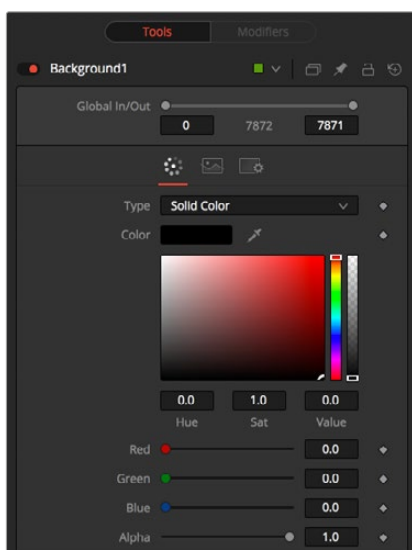 Tools Modifiers
Background1
Global In/Out
0 7872 7871
Type Solid Color
Color
0.0 1.0 0.0
Hue Sat Value
Red 0.0
Green 0.0
Blue 0.0
Alpha 1.0